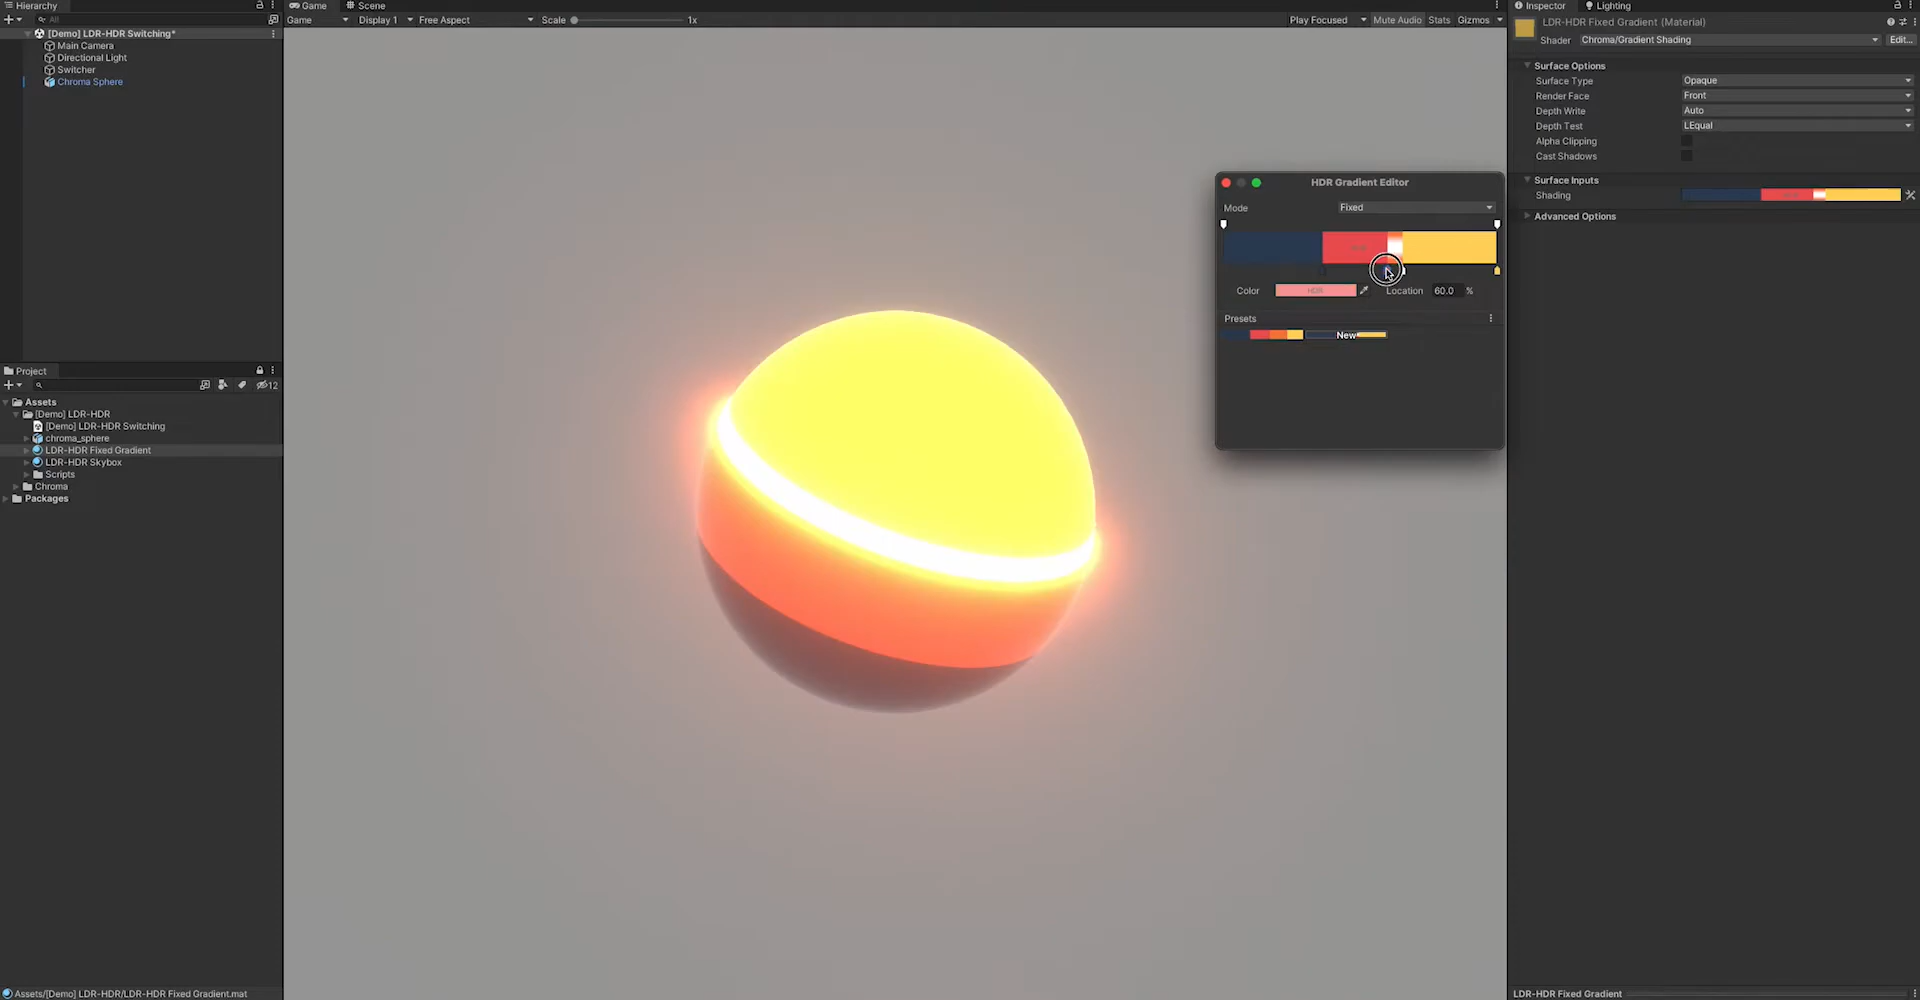 Hierarchy
All
[Demo] LDR-HDR Switching*
Main Camera
Directional Light
Switcher
Chroma Sphere
Project
12
Assets
[Demo] LDR-HDR
[Demo] LDR-HDR Switching
chroma_sphere
LDR-HDR Fixed Gradient
LDR-HDR Skybox
Scripts
Chroma
Packages
Assets/[Demo] LDR-HDR/LDR-HDR Fixed Gradient.mat
Game Scene
Game Display 1 Free Aspect Scale 1x Play Focused Mute Audio Stats Gizmos
HDR Gradient Editor
Mode Fixed
HDR
Color HDR Location 60.0 %
Presets
New
Inspector Lighting
LDR-HDR Fixed Gradient (Material)
Shader Chroma/Gradient Shading Edit...
Surface Options
Surface Type Opaque
Render Face Front
Depth Write Auto
Depth Test LEqual
Alpha Clipping
Cast Shadows
Surface Inputs
Shading
Advanced Options
LDR-HDR Fixed Gradient